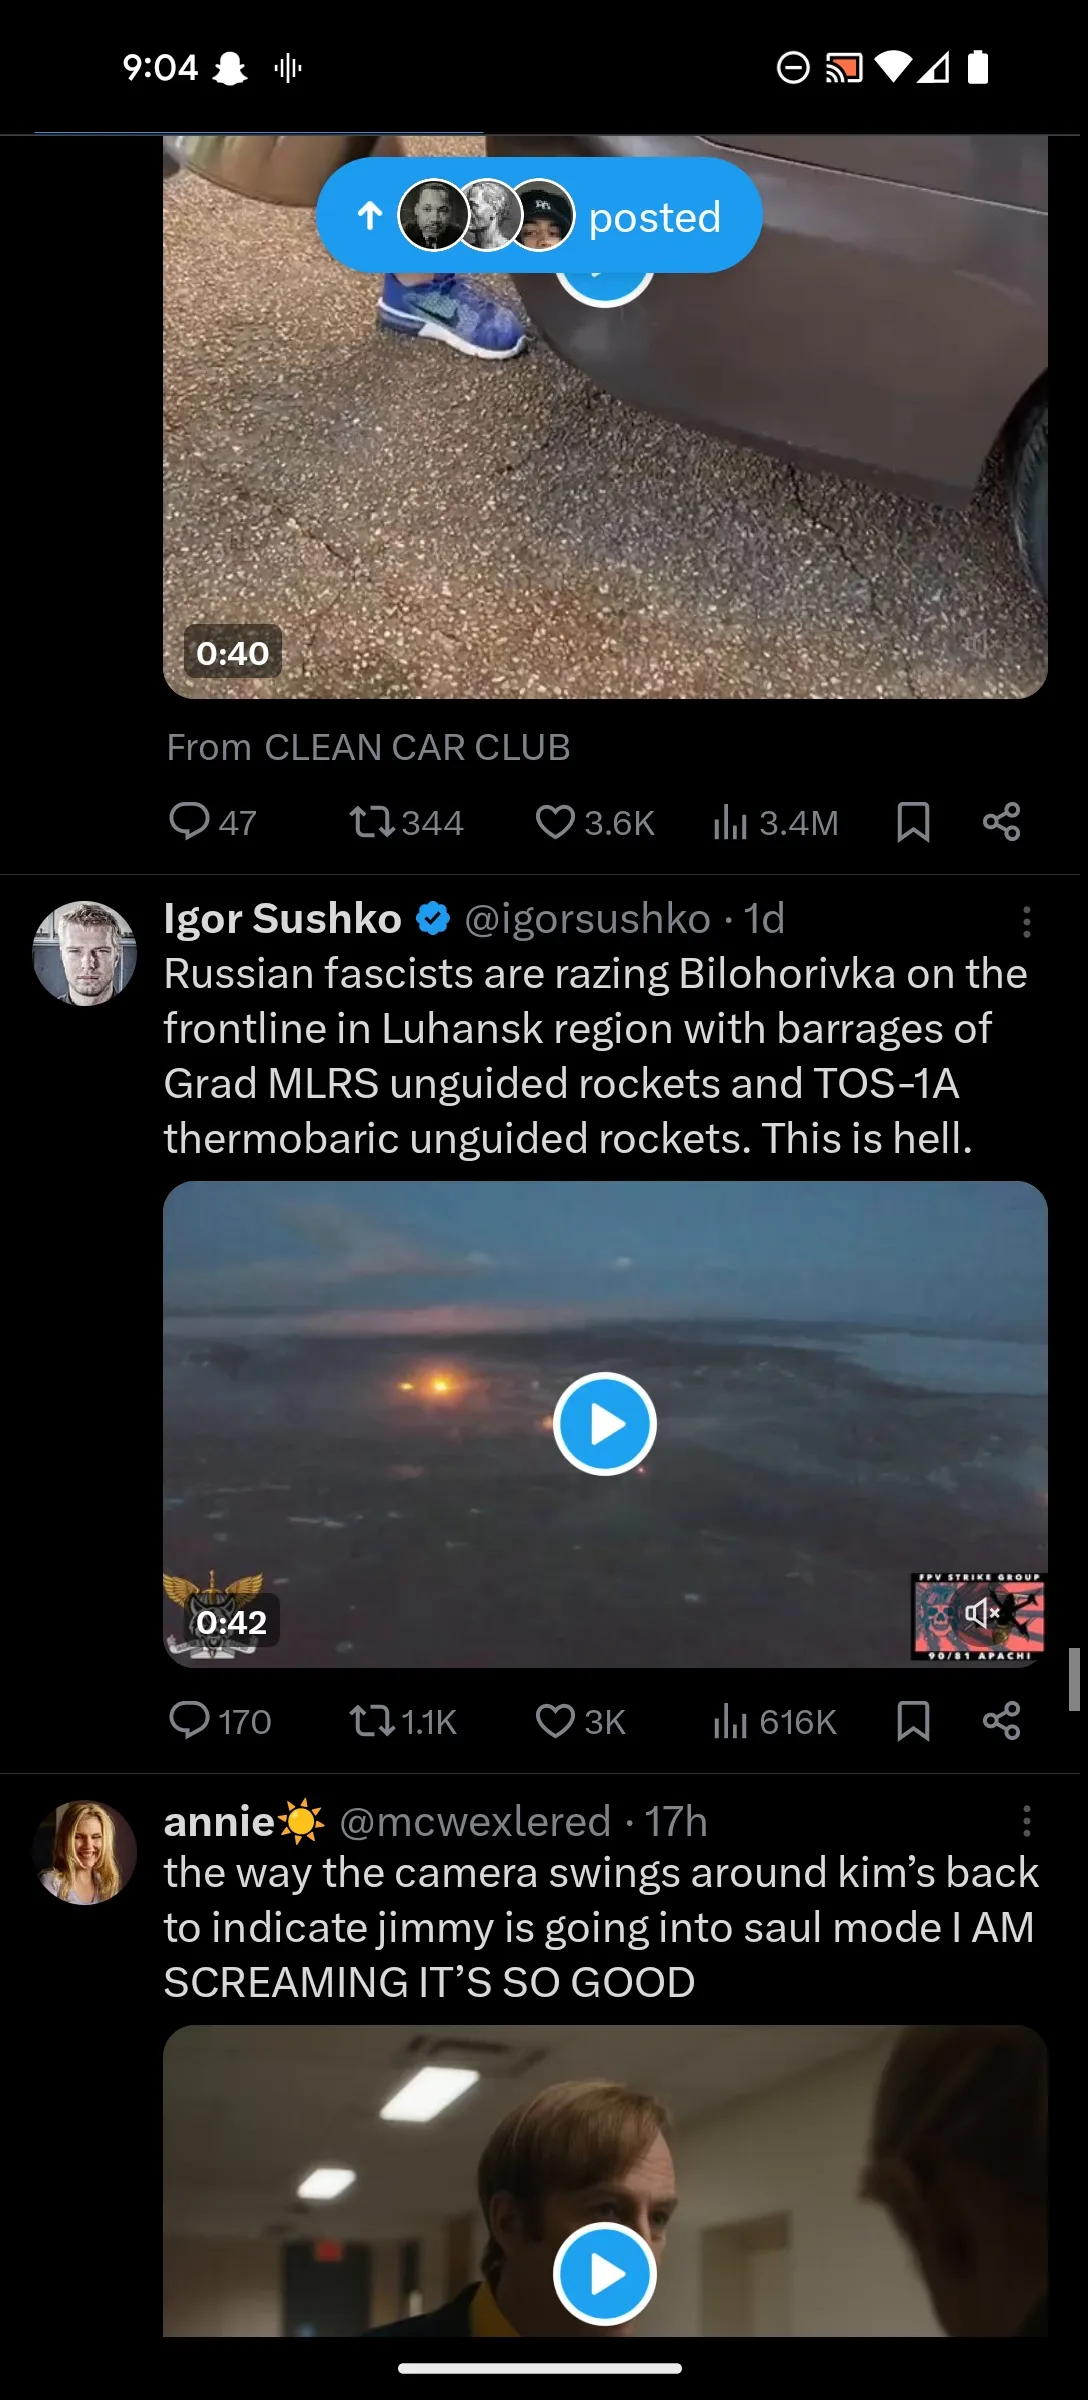 9:04
posted
0:40
From CLEAN CAR CLUB
47 344 3.6K 3.4M
Igor Sushko @igorsushko · 1d
Russian fascists are razing Bilohorivka on the
frontline in Luhansk region with barrages of
Grad MLRS unguided rockets and TOS-1A
thermobaric unguided rockets. This is hell.
0:42
FPV STRIKE GROUP
90/81 APACHI
170 1.1K 3K 616K
annie☀️ @mcwexlered · 17h
the way the camera swings around kim’s back
to indicate jimmy is going into saul mode I AM
SCREAMING IT’S SO GOOD